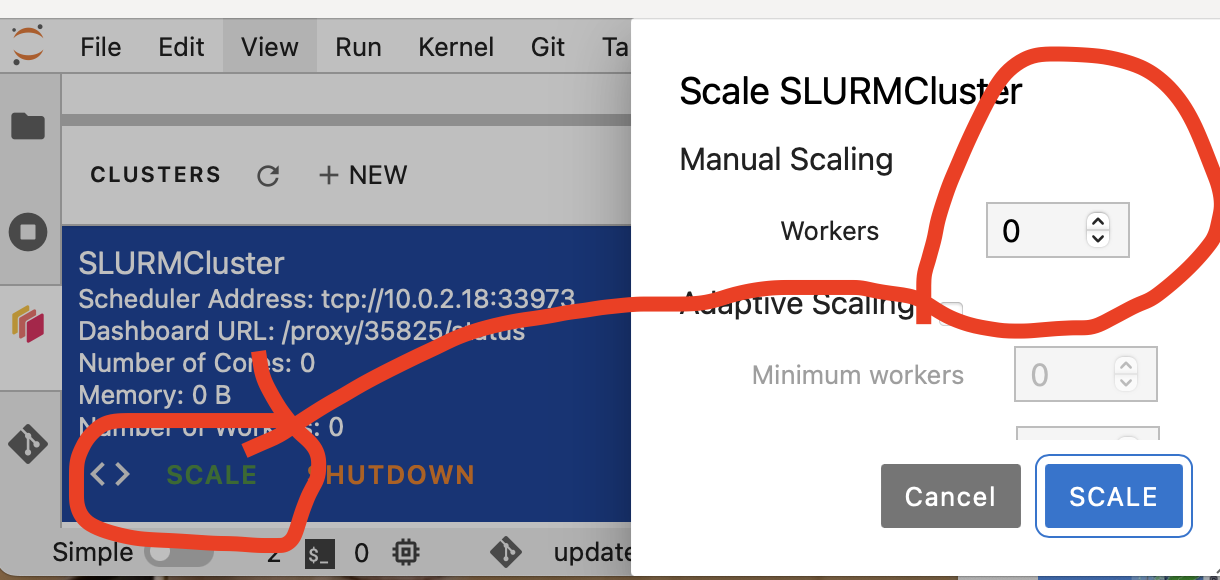 File Edit View Run Kernel Git Ta
CLUSTERS + NEW
SLURMCluster
Scheduler Address: tcp://10.0.2.18:33973
Dashboard URL: /proxy/35825/status
Number of Cores: 0
Memory: 0 B
Number of Workers: 0
<> SCALE SHUTDOWN
Simple 2 $_ 0 update
Scale SLURMCluster
Manual Scaling
Workers 0
Adaptive Scaling
Minimum workers 0
Cancel SCALE